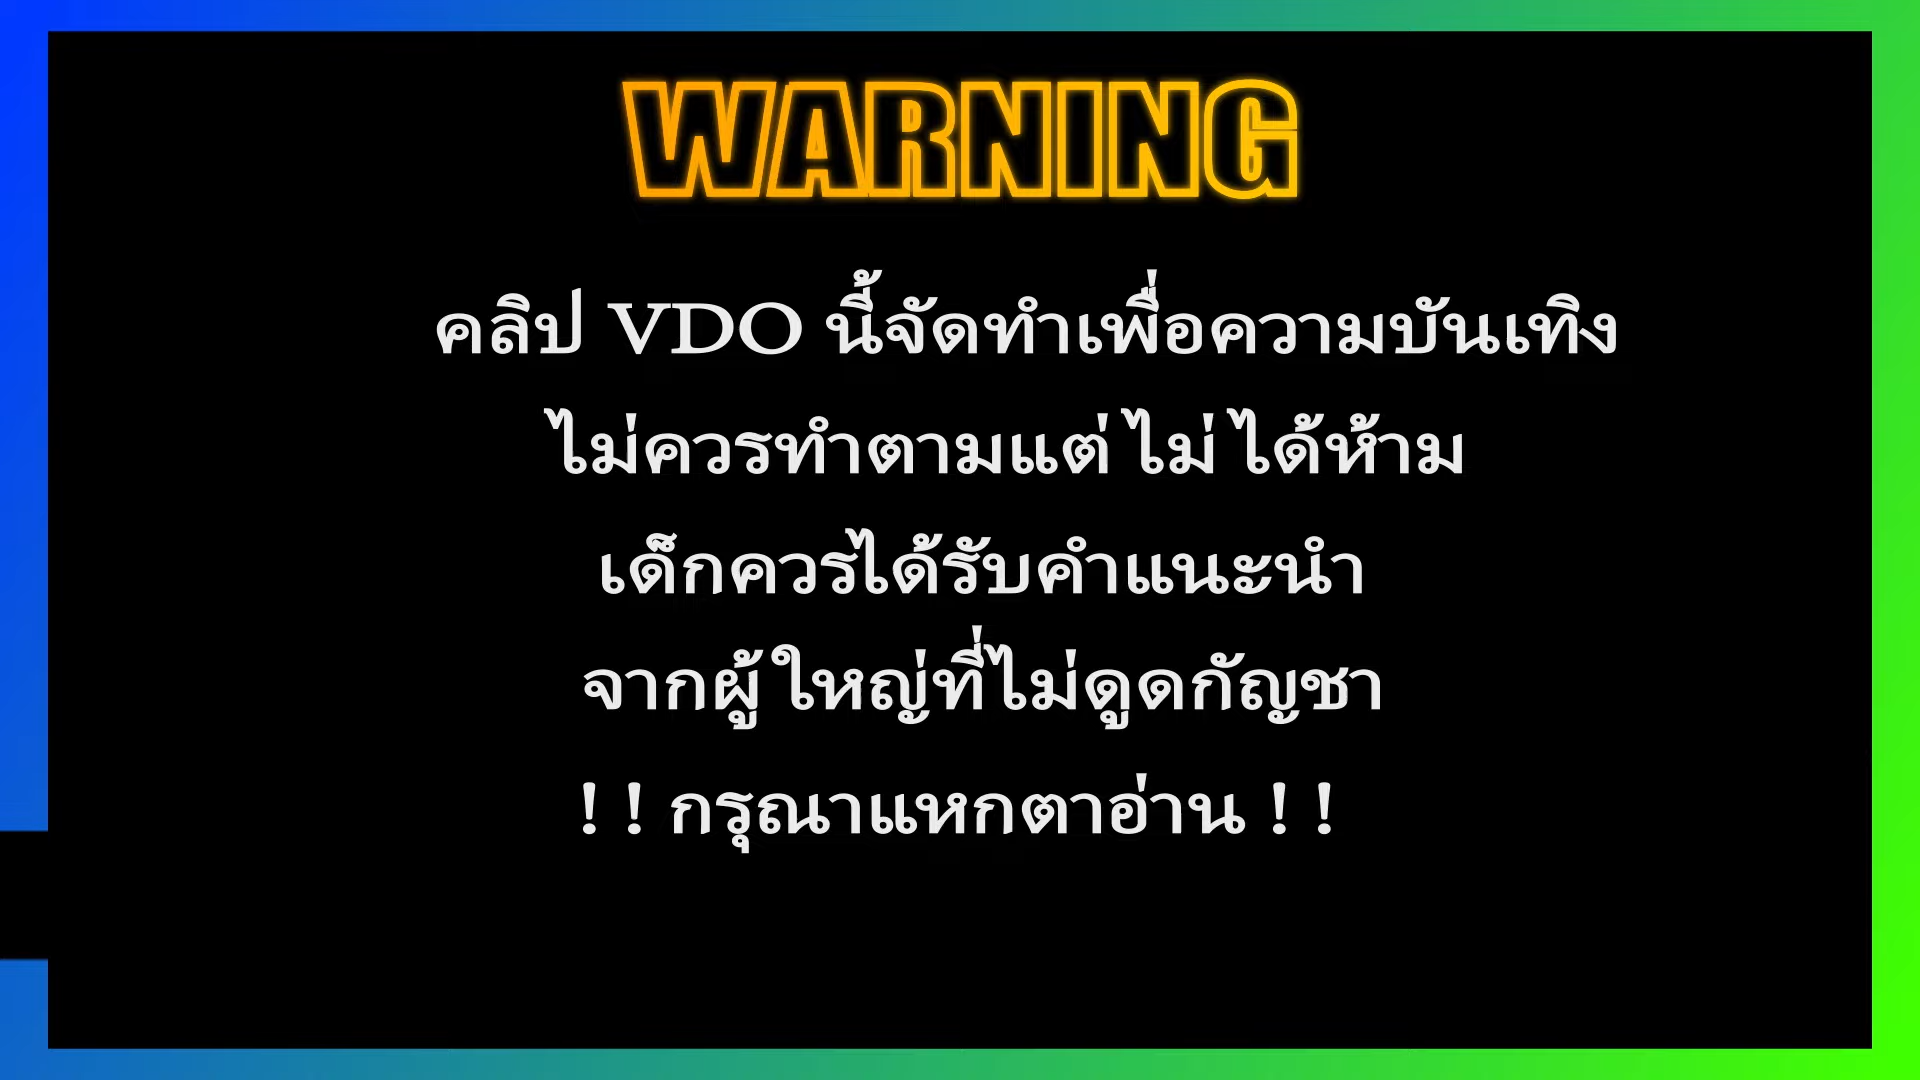 WARNING
คลิป VDO นี้จัดทำเพื่อความบันเทิง
ไม่ควรทำตามแต่ไม่ได้ห้าม
เด็กควรได้รับคำแนะนำ
จากผู้ใหญ่ที่ไม่ดูดกัญชา
! ! กรุณาแหกตาอ่าน ! !